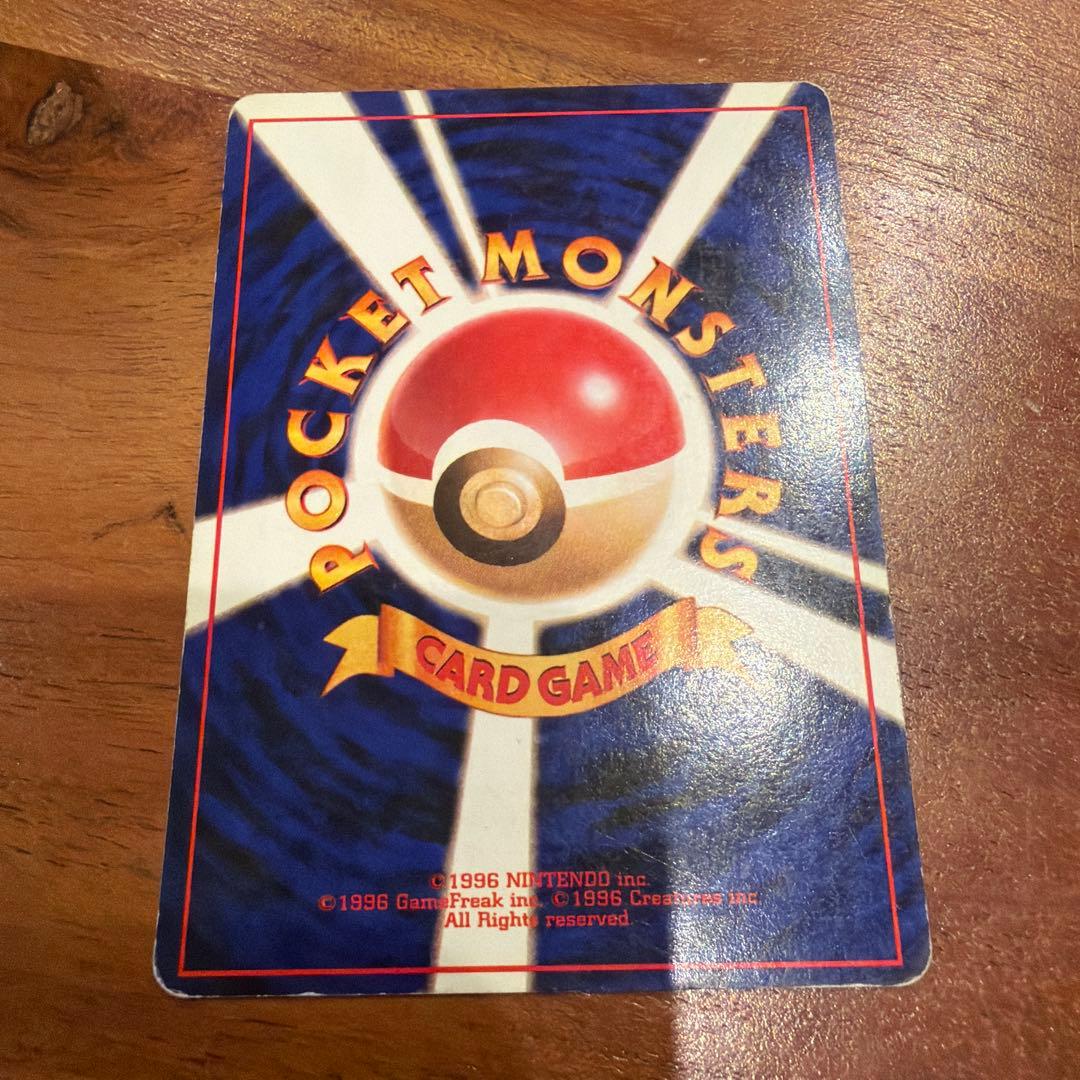 POCKET MONSTERS
CARD GAME
©1996 NINTENDO inc.
©1996 GameFreak inc. ©1996 Creatures inc.
All Rights reserved.